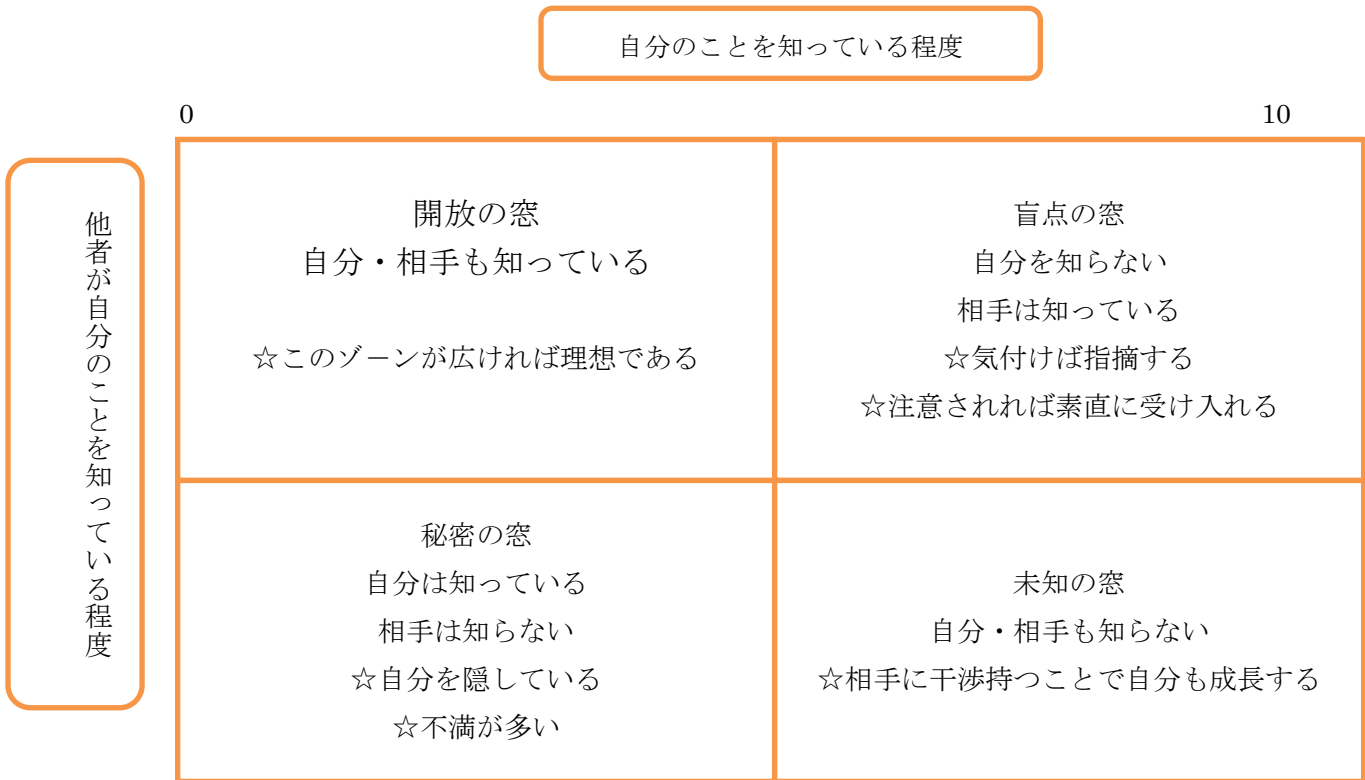 自分のことを知っている程度
0
10
他者が自分のことを知っている程度
開放の窓
自分・相手も知っている
☆このゾ－ンが広ければ理想である
盲点の窓
自分を知らない
相手は知っている
☆気付けば指摘する
☆注意されれば素直に受け入れる
秘密の窓
自分は知っている
相手は知らない
☆自分を隠している
☆不満が多い
未知の窓
自分・相手も知らない
☆相手に干渉持つことで自分も成長する